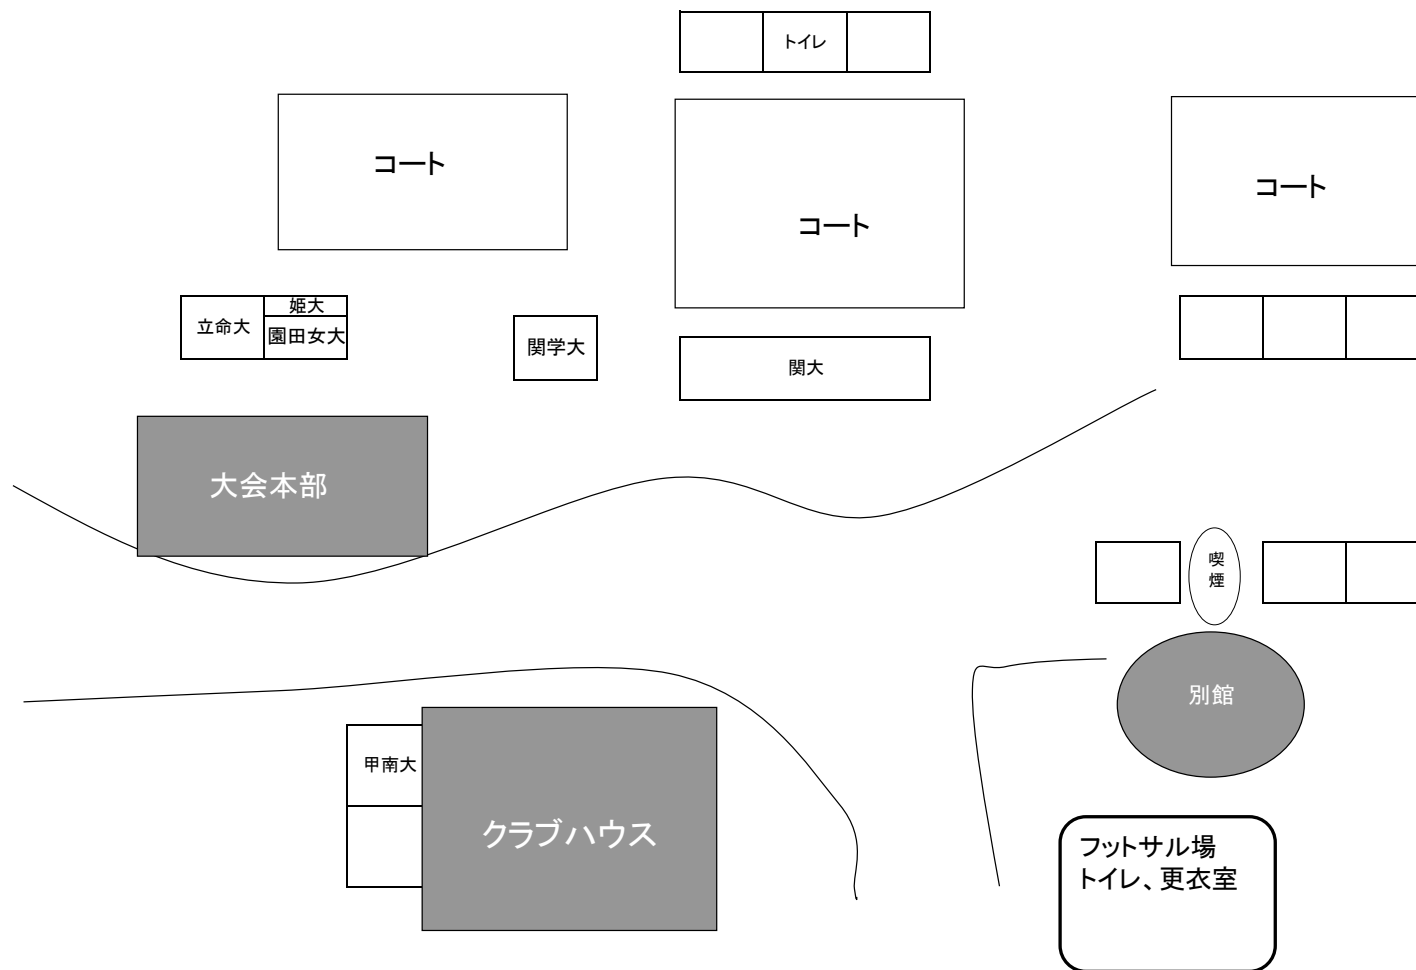 トイレ
コート
コート
コート
立命大
姫大
園田女大
関学大
関大
大会本部
喫
煙
別館
甲南大
クラブハウス
フットサル場
トイレ、更衣室